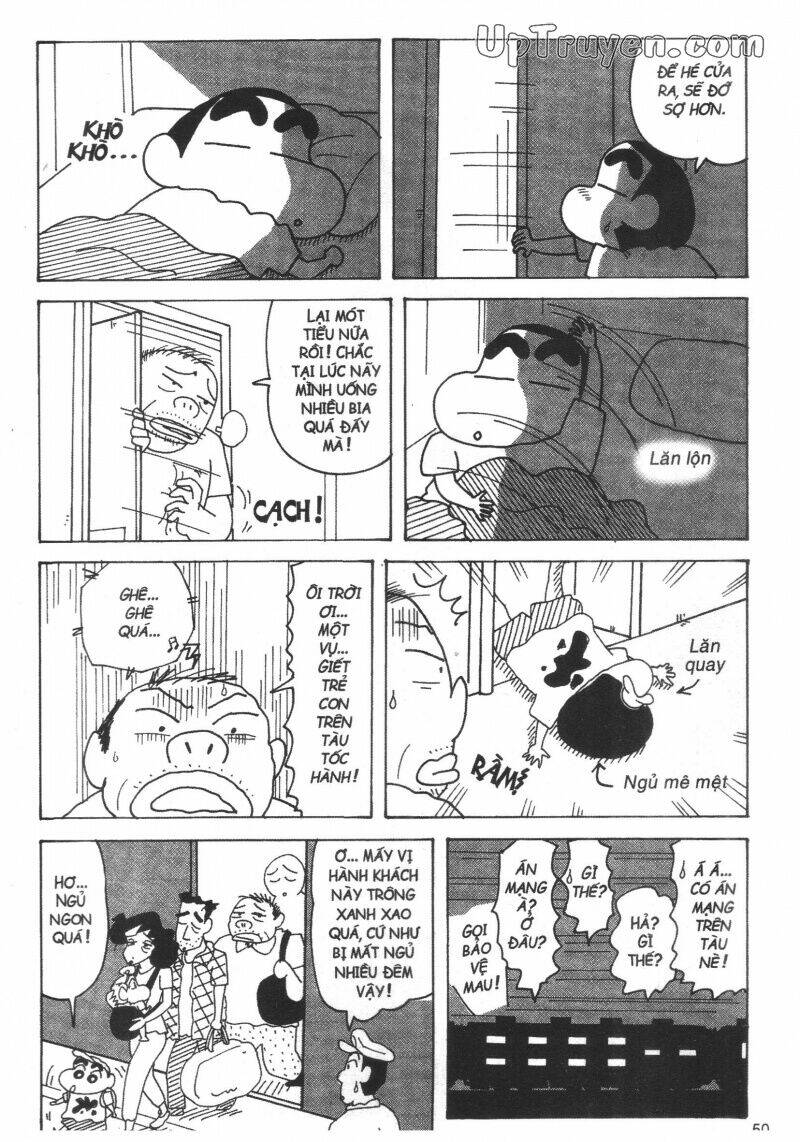 UpTruyen.com
ĐỂ HÉ CỬA
RA, SẼ ĐỠ
SỢ HƠN.
KHÒ
KHÒ...
Lăn lộn
LẠI MÓT
TIỂU NỮA
RỒI! CHẮC
TẠI LÚC NÃY
MÌNH UỐNG
NHIỀU BIA
QUÁ ĐẤY
MÀ!
CẠCH!
Lăn
quay
RẦM!
Ngủ mê mệt
ÔI TRỜI
ƠI...
MỘT
VỤ...
GIẾT
TRẺ
CON
TRÊN
TÀU
TỐC
HÀNH!
GHÊ...
GHÊ
QUÁ...
Á Á...
CÓ ÁN
MẠNG
TRÊN
TÀU
NÈ!
HẢ?
GÌ
THẾ?
GÌ
THẾ?
ÁN
MẠNG
À?
Ở
ĐÂU?
GỌI
BẢO
VỆ
MAU!
Ơ... MẤY VỊ
HÀNH KHÁCH
NÀY TRÔNG
XANH XAO
QUÁ, CỨ NHƯ
BỊ MẤT NGỦ
NHIỀU ĐÊM
VẬY!
HƠ...
NGỦ
NGON
QUÁ!